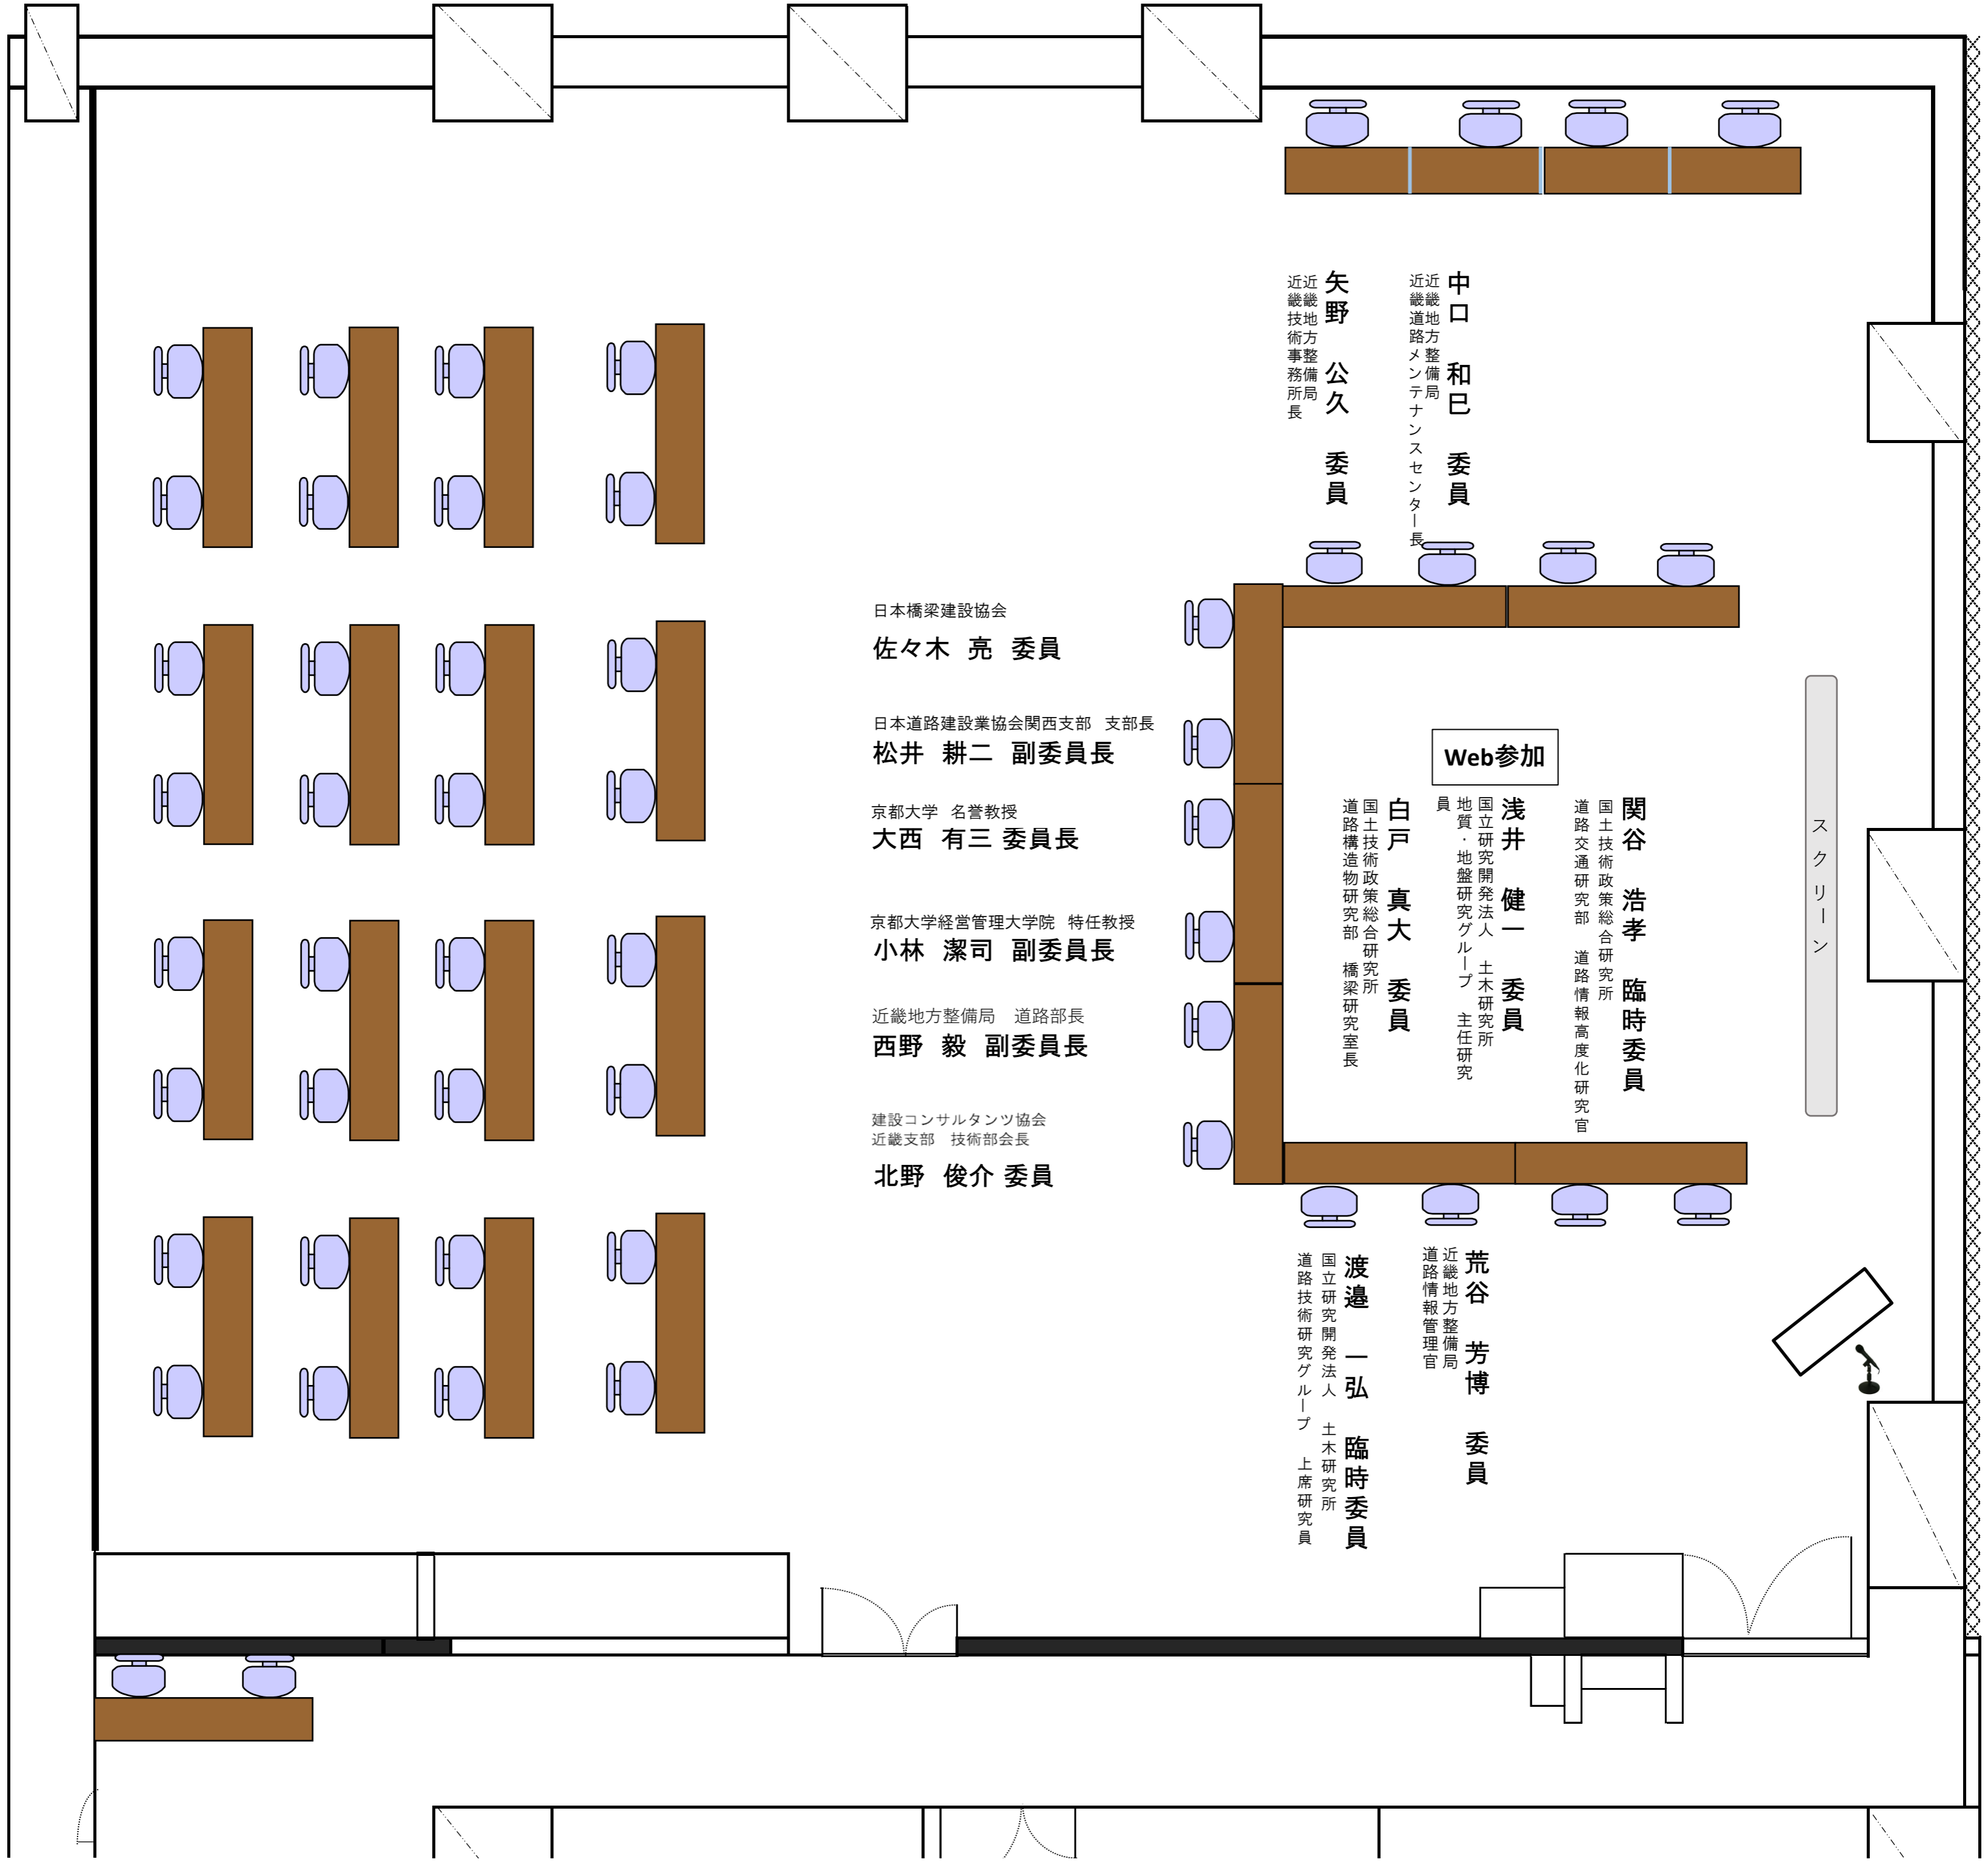 中口 和巳 委員
近畿地方整備局
近畿道路メンテナンスセンター長
矢野 公久 委員
近畿地方整備局
近畿技術事務所長
日本橋梁建設協会
佐々木 亮 委員
日本道路建設業協会関西支部 支部長
松井 耕二 副委員長
京都大学 名誉教授
大西 有三 委員長
京都大学経営管理大学院 特任教授
小林 潔司 副委員長
近畿地方整備局 道路部長
西野 毅 副委員長
建設コンサルタンツ協会
近畿支部 技術部会長
北野 俊介 委員
Web参加
関谷 浩孝 臨時委員
国土技術政策総合研究所
道路交通研究部 道路情報高度化研究官
浅井 健一 委員
国立研究開発法人 土木研究所
地質・地盤研究グループ 主任研究
員
白戸 真大 委員
国土技術政策総合研究所
道路構造物研究部 橋梁研究室長
スクリーン
荒谷 芳博 委員
近畿地方整備局
道路情報管理官
渡邉 一弘 臨時委員
国立研究開発法人 土木研究所
道路技術研究グループ 上席研究員